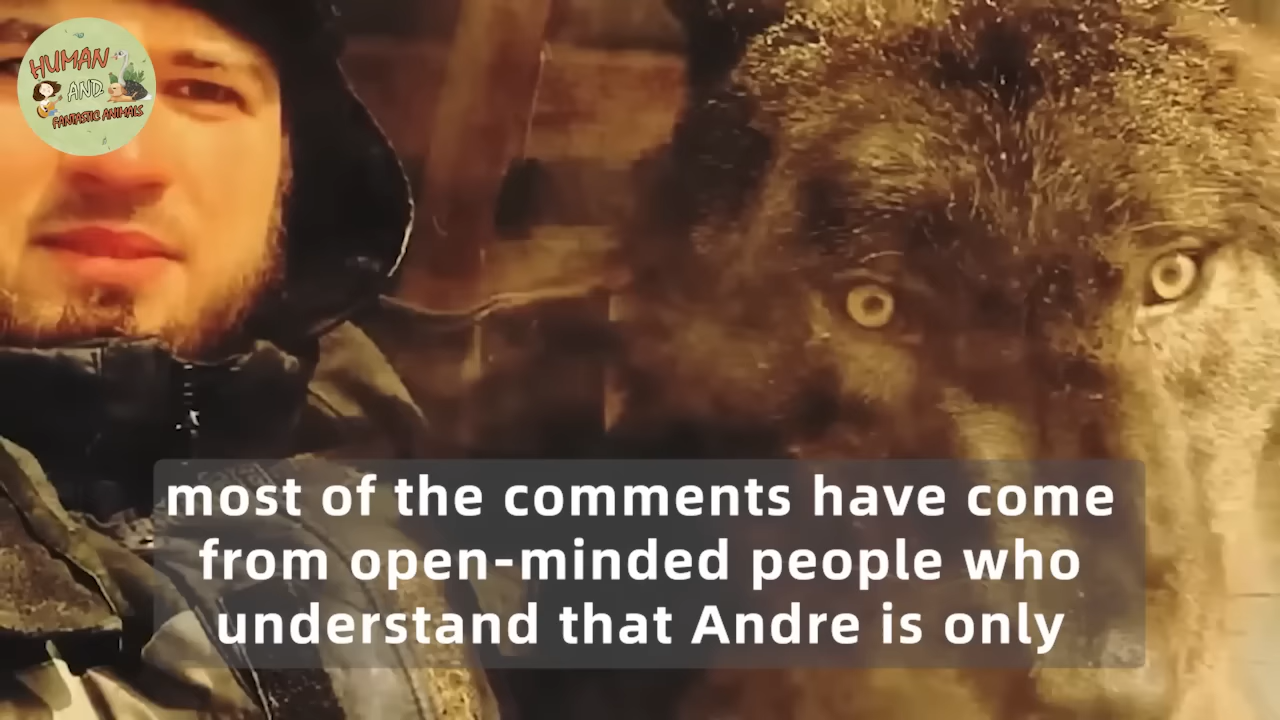 HUMAN
AND
FANTASTIC ANIMALS
most of the comments have come
from open-minded people who
understand that Andre is only